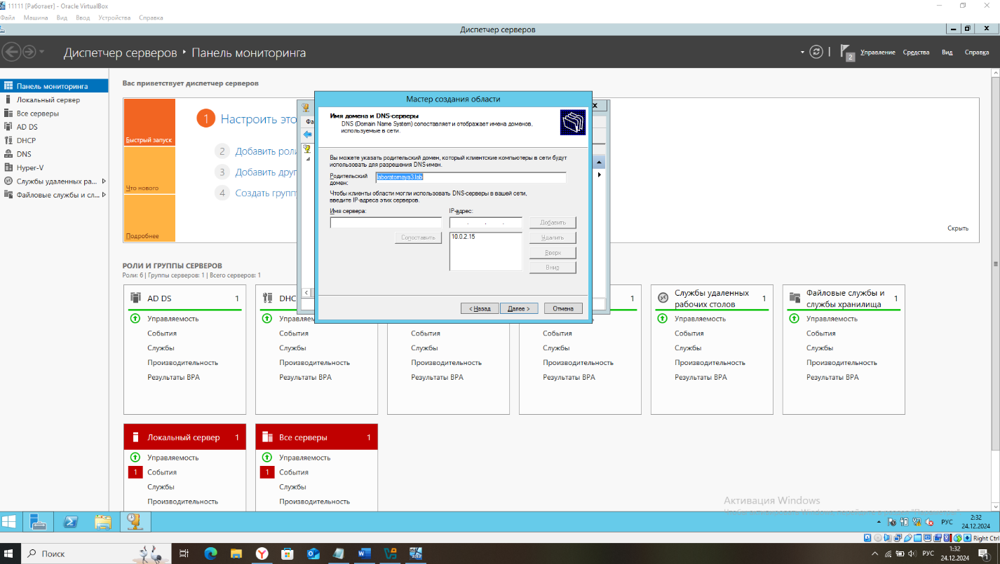 11111 [Работает] - Oracle VirtualBox
Файл Машина Вид Ввод Устройства Справка
Диспетчер серверов
Диспетчер серверов ‣ Панель мониторинга
2
Управление Средства Вид Справка
Панель мониторинга
Локальный сервер
Все серверы
AD DS
DHCP
DNS
Hyper-V
Службы удаленных ра...
Файловые службы и сл...
Вас приветствует диспетчер серверов
Быстрый запуск
Что нового
Подробнее
1 Настроить это
2 Добавить роли
3 Добавить друг
4 Создать групп
Скрыть
Фа
Мастер создания области
Имя домена и DNS-серверы
DNS (Domain Name System) сопоставляет и отображает имена доменов,
используемые в сети.
Вы можете указать родительский домен, который клиентские компьютеры в сети будут
использовать для разрешения DNS-имен.
Родительский
домен:
laboratornaya3.lab
Чтобы клиенты области могли использовать DNS-серверы в вашей сети,
введите IP-адреса этих серверов.
Имя сервера:
IP-адрес:
Добавить
Сопоставить
10.0.2.15
Удалить
Вверх
Вниз
< Назад
Далее >
Отмена
РОЛИ И ГРУППЫ СЕРВЕРОВ
Роли: 6 | Группы серверов: 1 | Всего серверов: 1
AD DS 1
Управляемость
События
Службы
Производительность
Результаты BPA
DHC
Управляем
События
Службы
Производительность
Результаты BPA
События
Службы
Производительность
Результаты BPA
1
События
Службы
Производительность
Результаты BPA
Службы удаленных
рабочих столов 1
Управляемость
События
Службы
Производительность
Результаты BPA
Файловые службы и
службы хранилища 1
Управляемость
События
Службы
Производительность
Результаты BPA
Локальный сервер 1
Управляемость
1 События
Службы
Производительность
Все серверы 1
Управляемость
1 События
Службы
Производительность
Активация Windows
РУС
2:32
24.12.2024
Right Ctrl
Поиск
РУС
1:32
24.12.2024
1